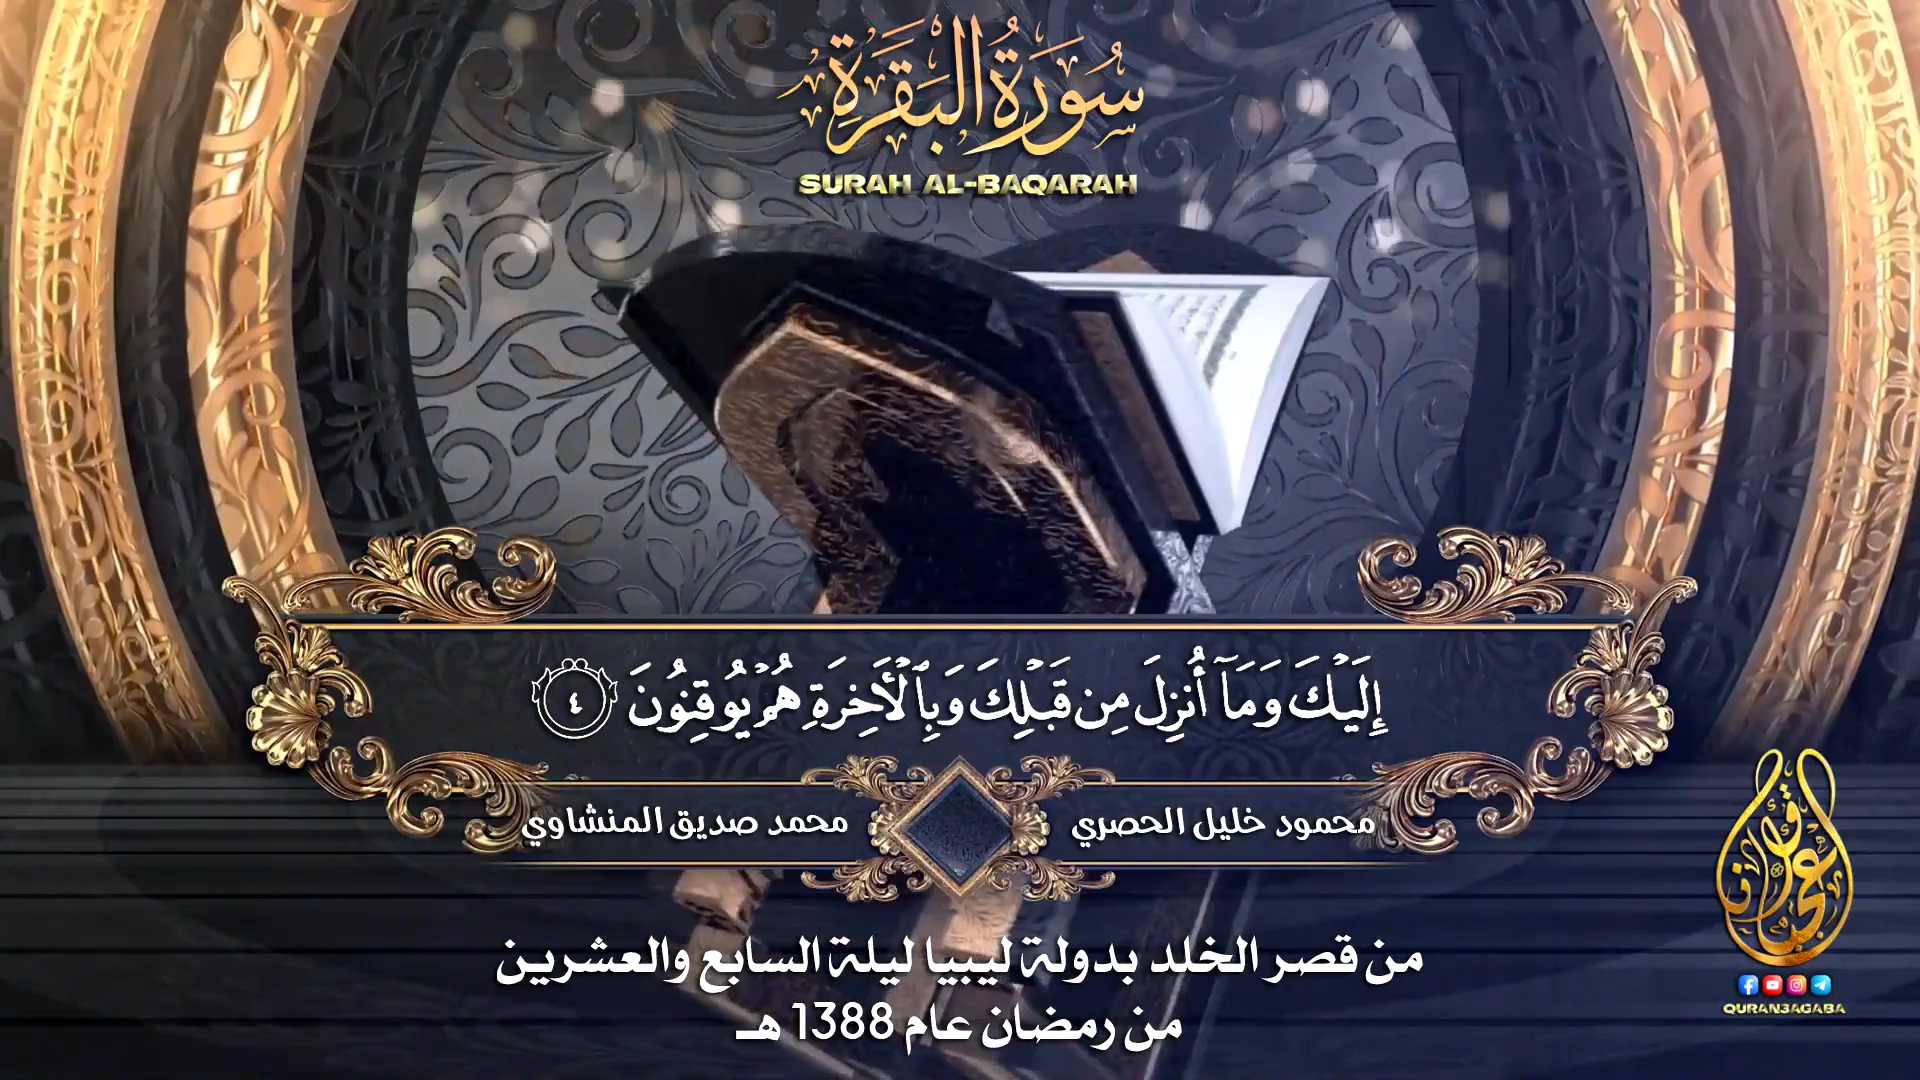 سُورَةُ البَقَرَةِ
SURAH AL-BAQARAH
إِلَيۡكَ وَمَآ أُنزِلَ مِن قَبۡلِكَ وَبِٱلۡأَخِرَةِ هُمۡ يُوقِنُونَ ٤
محمود خليل الحصري
محمد صديق المنشاوي
من قصر الخلد بدولة ليبيا ليلة السابع والعشرين
من رمضان عام 1388 هـ
QURAN3AGABA